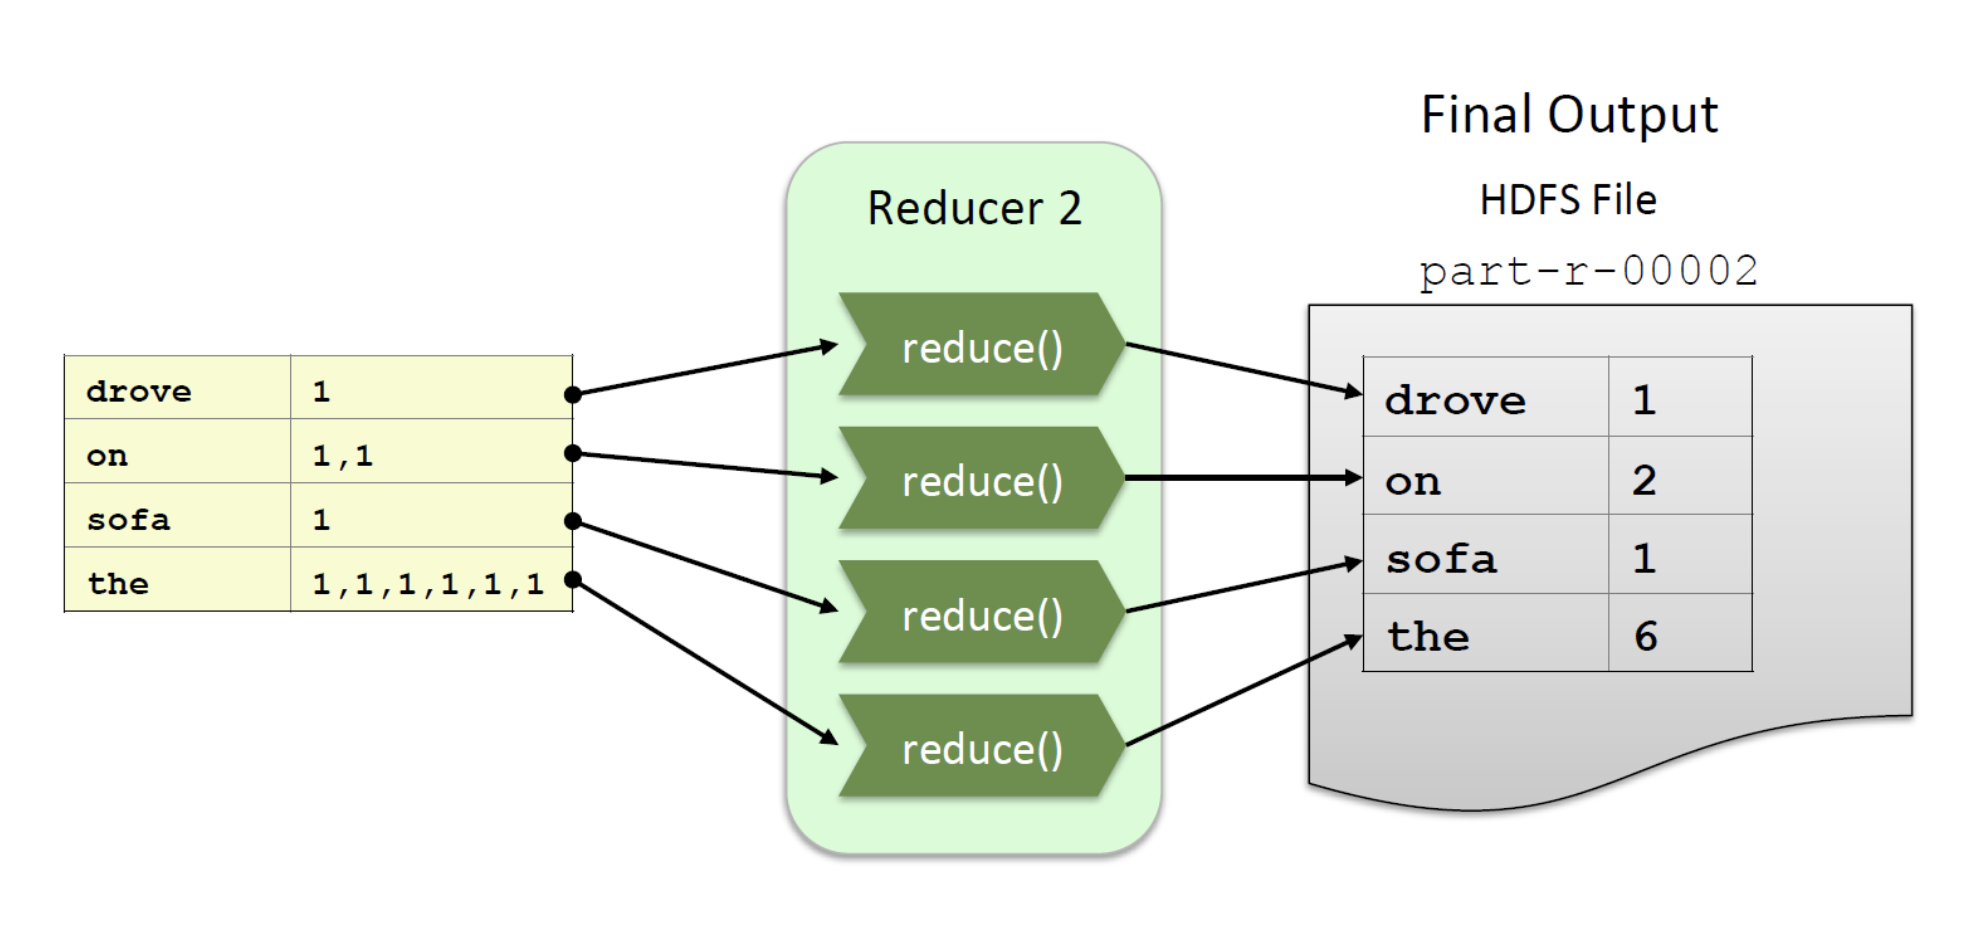 Final Output
HDFS File
part-r-00002
Reducer 2
drove 1
on 1,1
sofa 1
the 1,1,1,1,1,1
reduce()
reduce()
reduce()
reduce()
drove 1
on 2
sofa 1
the 6